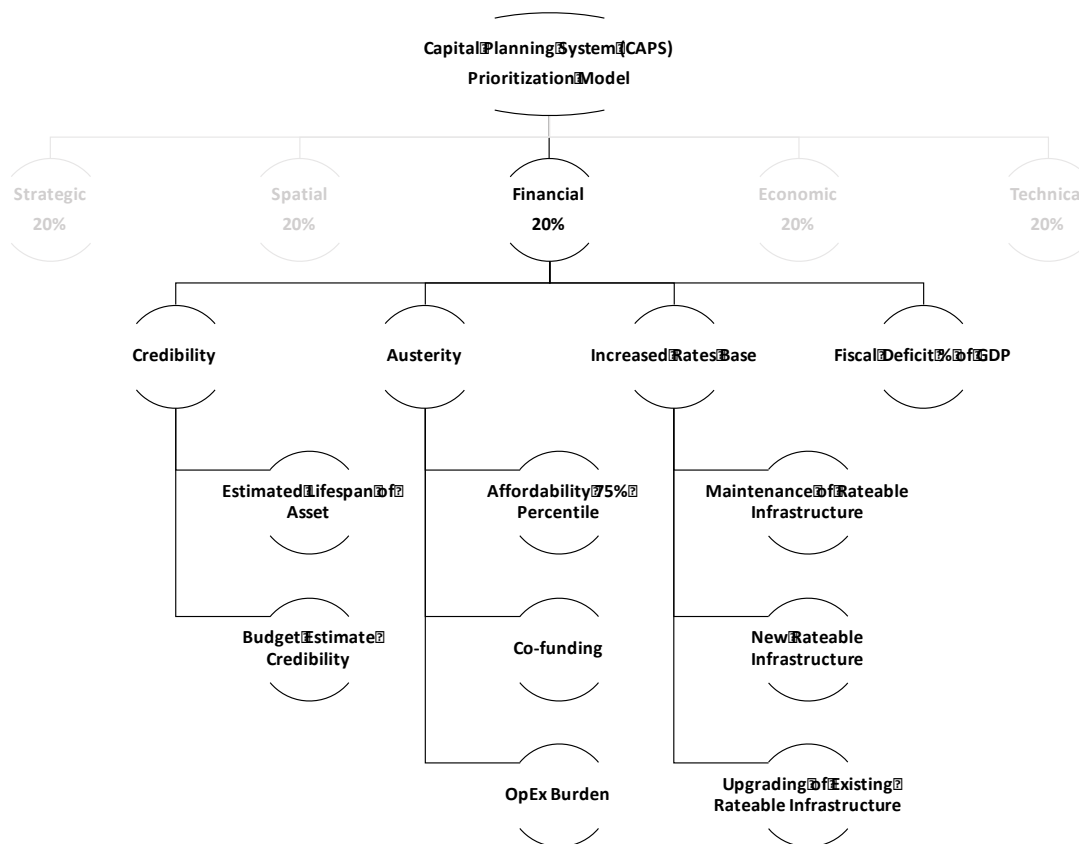 Capital Planning System (CAPS)
Prioritization Model
Strategic
20%
Spatial
20%
Financial
20%
Economic
20%
Technica
20%
Credibility
Austerity
Increased Rates Base
Fiscal Deficit % of GDP
Estimated Lifespan of
Asset
Affordability 75%
Percentile
Maintenance of Rateable
Infrastructure
Budget Estimate
Credibility
Co-funding
New Rateable
Infrastructure
OpEx Burden
Upgrading of Existing
Rateable Infrastructure